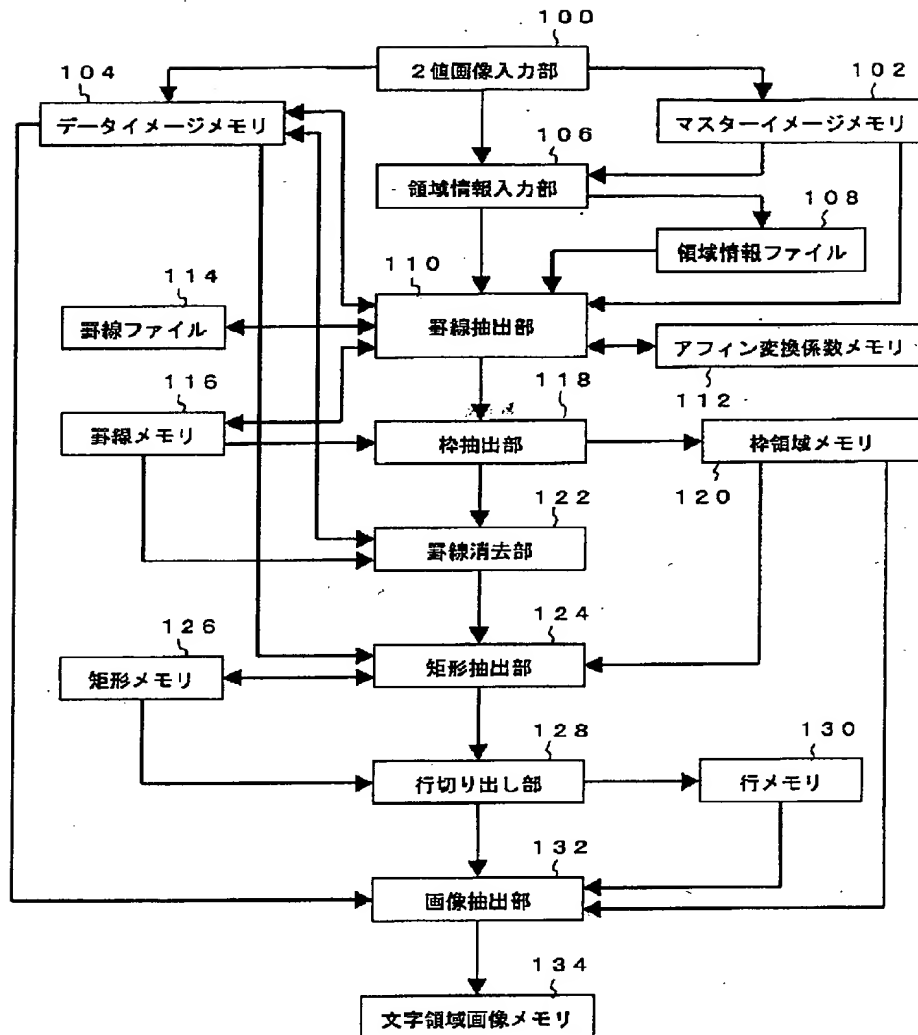 100
2値画像入力部
104
データイメージメモリ
102
マスターイメージメモリ
106
領域情報入力部
108
領域情報ファイル
110
罫線抽出部
114
罫線ファイル
アフィン変換係数メモリ
112
116
罫線メモリ
118
枠抽出部
枠領域メモリ
120
122
罫線消去部
124
矩形抽出部
126
矩形メモリ
128
行切り出し部
130
行メモリ
132
画像抽出部
134
文字領域画像メモリ